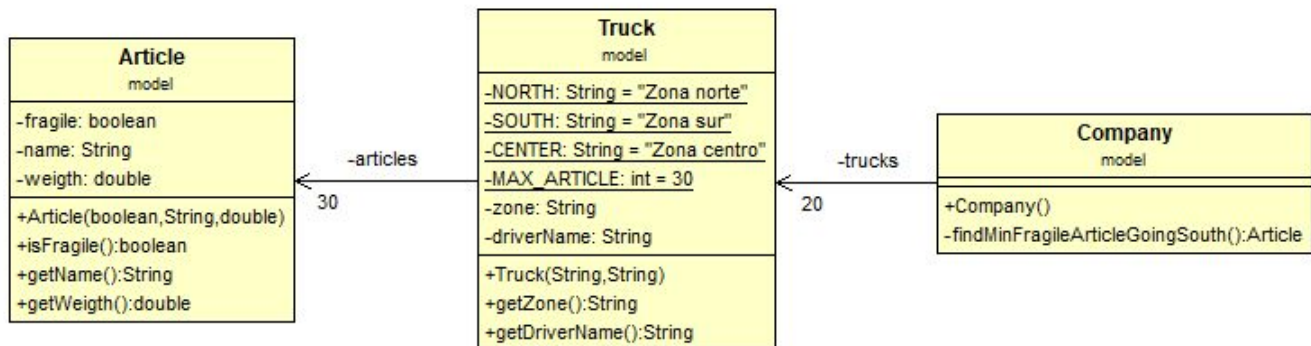 Article
model
-fragile: boolean
-name: String
-weigth: double
+Article(boolean,String,double)
+isFragile():boolean
+getName():String
+getWeigth():double
-articles
30
Truck
model
-NORTH: String = "Zona norte"
-SOUTH: String = "Zona sur"
-CENTER: String = "Zona centro"
-MAX_ARTICLE: int = 30
-zone: String
-driverName: String
+Truck(String,String)
+getZone():String
+getDriverName():String
-trucks
20
Company
model
+Company()
-findMinFragileArticleGoingSouth():Article